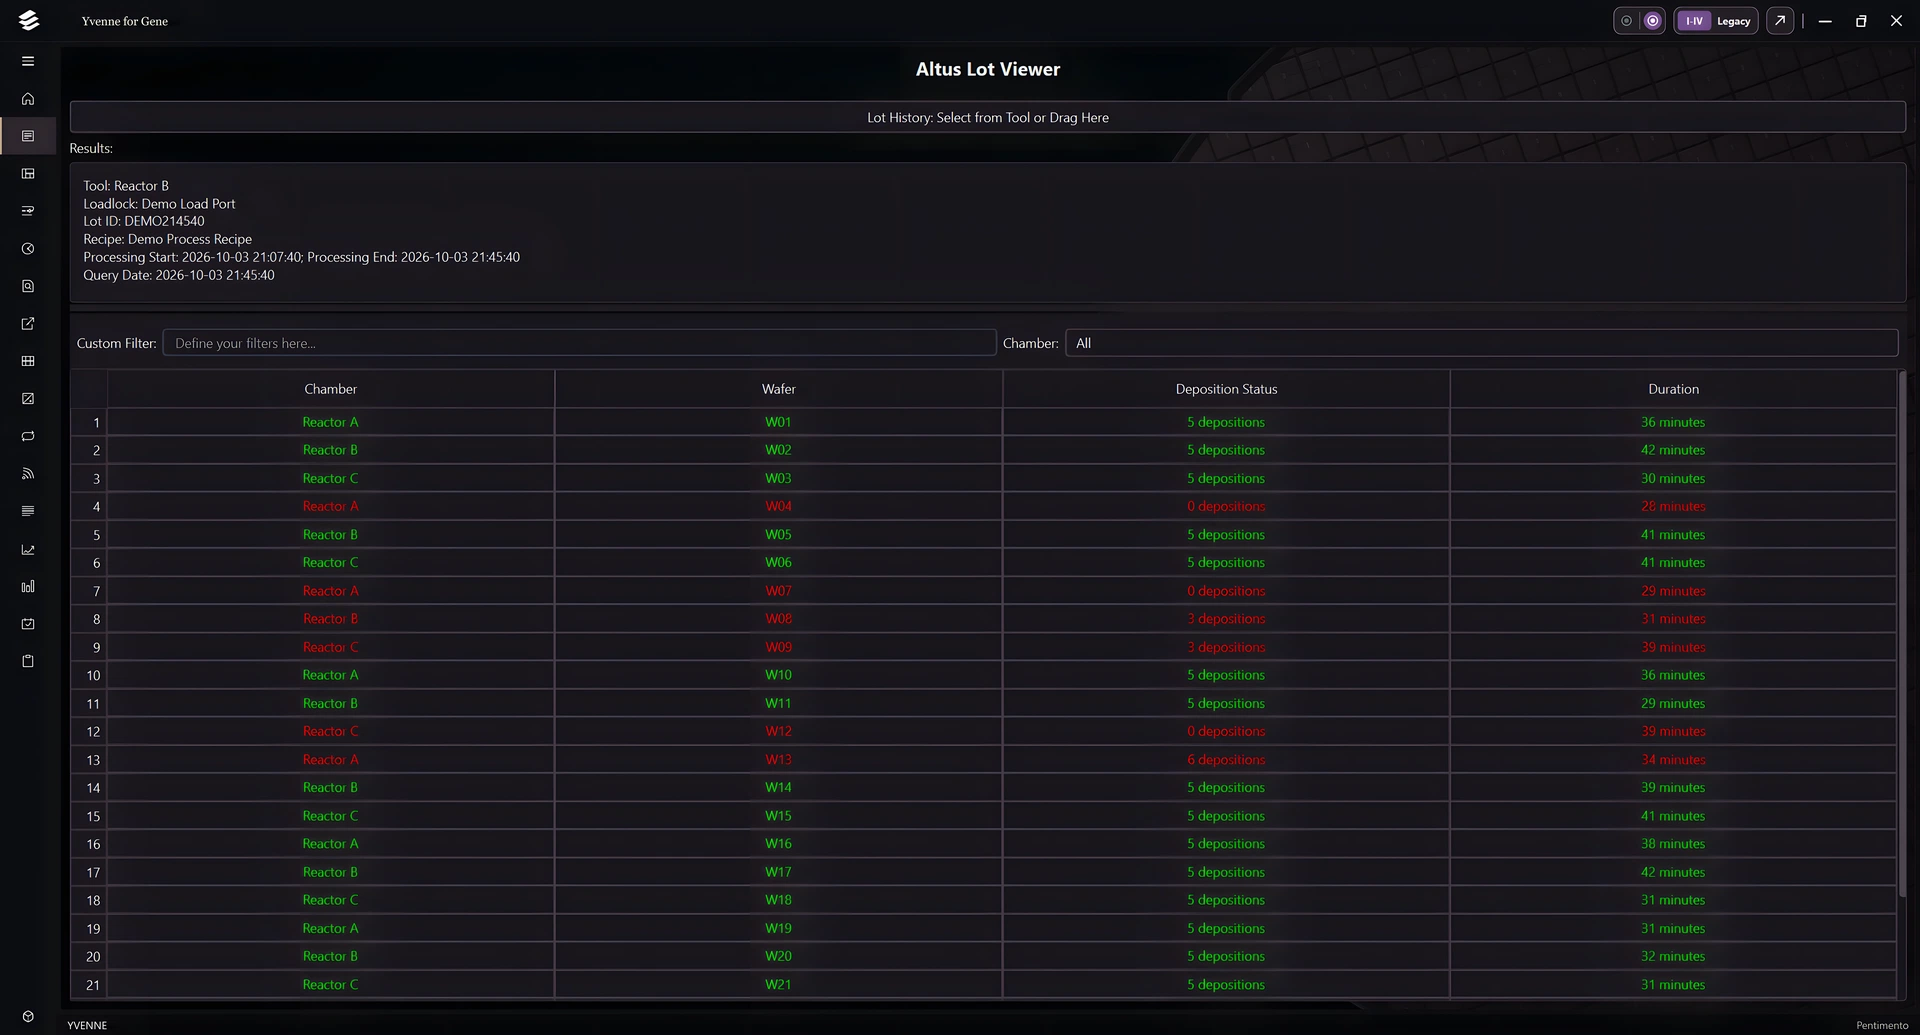 Yvenne for Gene
I-IV Legacy
Altus Lot Viewer
Lot History: Select from Tool or Drag Here
Results:
Tool: Reactor B
Loadlock: Demo Load Port
Lot ID: DEMO214540
Recipe: Demo Process Recipe
Processing Start: 2026-10-03 21:07:40; Processing End: 2026-10-03 21:45:40
Query Date: 2026-10-03 21:45:40
Custom Filter: Define your filters here... Chamber: All
Chamber Wafer Deposition Status Duration
1 Reactor A W01 5 depositions 36 minutes
2 Reactor B W02 5 depositions 42 minutes
3 Reactor C W03 5 depositions 30 minutes
4 Reactor A W04 0 depositions 28 minutes
5 Reactor B W05 5 depositions 41 minutes
6 Reactor C W06 5 depositions 41 minutes
7 Reactor A W07 0 depositions 29 minutes
8 Reactor B W08 3 depositions 31 minutes
9 Reactor C W09 3 depositions 39 minutes
10 Reactor A W10 5 depositions 36 minutes
11 Reactor B W11 5 depositions 29 minutes
12 Reactor C W12 0 depositions 39 minutes
13 Reactor A W13 6 depositions 34 minutes
14 Reactor B W14 5 depositions 39 minutes
15 Reactor C W15 5 depositions 41 minutes
16 Reactor A W16 5 depositions 38 minutes
17 Reactor B W17 5 depositions 42 minutes
18 Reactor C W18 5 depositions 31 minutes
19 Reactor A W19 5 depositions 31 minutes
20 Reactor B W20 5 depositions 32 minutes
21 Reactor C W21 5 depositions 31 minutes
YVENNE
Pentimento